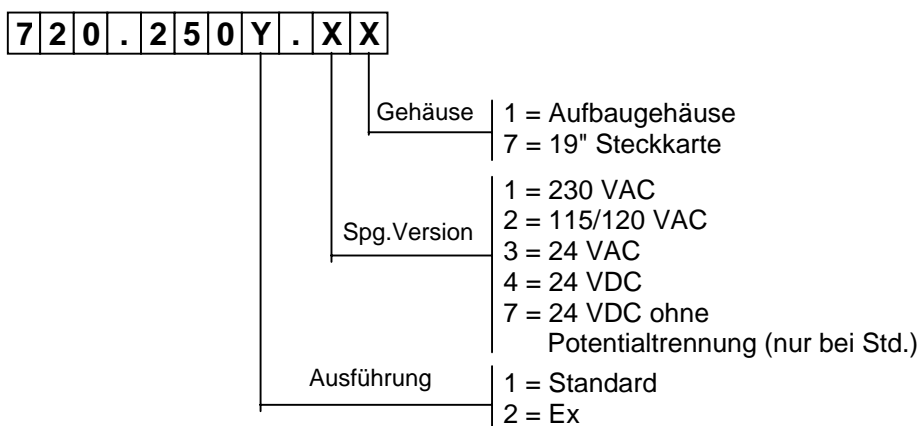 720.250Y.XX
Gehäuse
1 = Aufbaugehäuse
7 = 19" Steckkarte
Spg.Version
1 = 230 VAC
2 = 115/120 VAC
3 = 24 VAC
4 = 24 VDC
7 = 24 VDC ohne
Potentialtrennung (nur bei Std.)
Ausführung
1 = Standard
2 = Ex